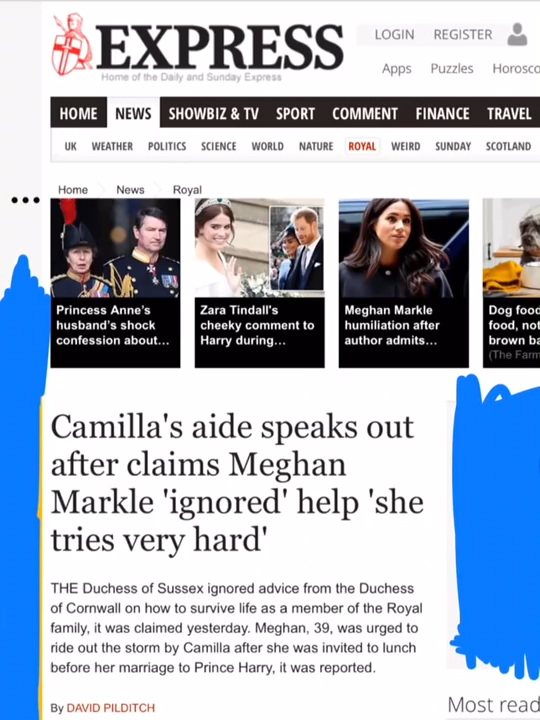 EXPRESS
Home of the Daily and Sunday Express
LOGIN REGISTER
Apps Puzzles
HOME NEWS SHOWBIZ & TV SPORT COMMENT FINANCE TRAVEL
UK WEATHER POLITICS SCIENCE WORLD NATURE ROYAL WEIRD SUNDAY SCOTLAND
Home News Royal
Princess Anne's
husband's shock
confession about...
Zara Tindall's
cheeky comment to
Harry during...
Meghan Markle
humiliation after
author admits...
Dog food
food, not
brown ba
(The Farm
Camilla's aide speaks out
after claims Meghan
Markle 'ignored' help 'she
tries very hard'
THE Duchess of Sussex ignored advice from the Duchess
of Cornwall on how to survive life as a member of the Royal
family, it was claimed yesterday. Meghan, 39, was urged to
ride out the storm by Camilla after she was invited to lunch
before her marriage to Prince Harry, it was reported.
By DAVID PILDITCH
Most read